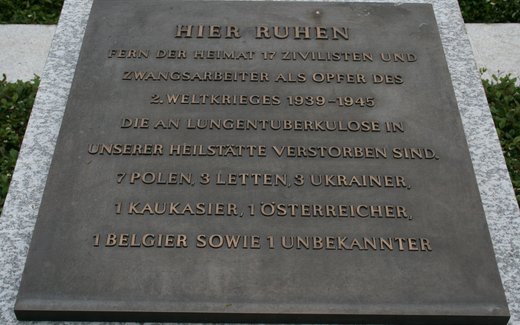 HIER RUHEN
FERN DER HEIMAT 17 ZIVILISTEN UND
ZWANGSARBEITER ALS OPFER DES
2. WELTKRIEGES 1939-1945
DIE AN LUNGENTUBERKULOSE IN
UNSERER HEILSTÄTTE VERSTORBEN SIND.
7 POLEN, 3 LETTEN, 3 UKRAINER,
1 KAUKASIER, 1 ÖSTERREICHER,
1 BELGIER SOWIE 1 UNBEKANNTER